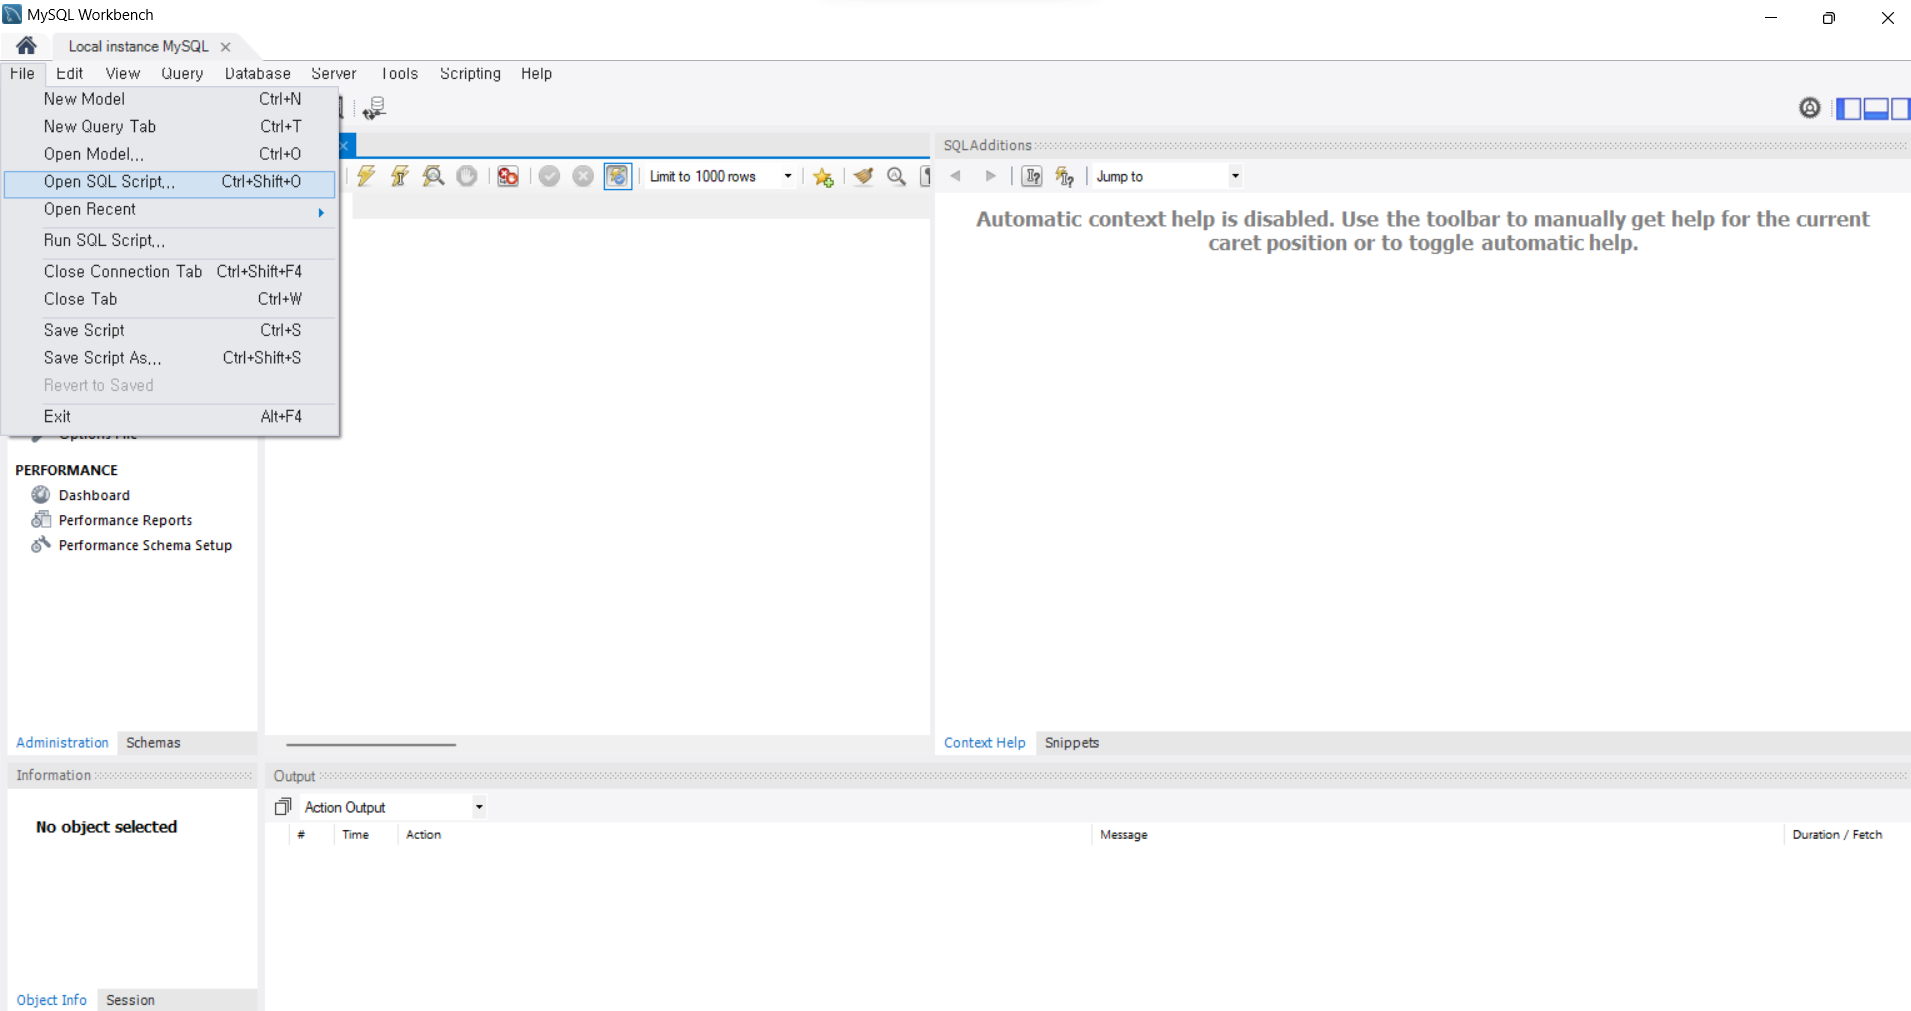 MySQL Workbench
Local instance MySQL
File Edit View Query Database Server Tools Scripting Help
New Model Ctrl+N
New Query Tab Ctrl+T
Open Model... Ctrl+O
Open SQL Script... Ctrl+Shift+O
Open Recent
Run SQL Script...
Close Connection Tab Ctrl+Shift+F4
Close Tab Ctrl+W
Save Script Ctrl+S
Save Script As... Ctrl+Shift+S
Revert to Saved
Exit Alt+F4
Options File
PERFORMANCE
Dashboard
Performance Reports
Performance Schema Setup
Administration Schemas
Information
No object selected
Object Info Session
Limit to 1000 rows
SQLAdditions
Jump to
Automatic context help is disabled. Use the toolbar to manually get help for the current
caret position or to toggle automatic help.
Context Help Snippets
Output
Action Output
# Time Action Message Duration / Fetch